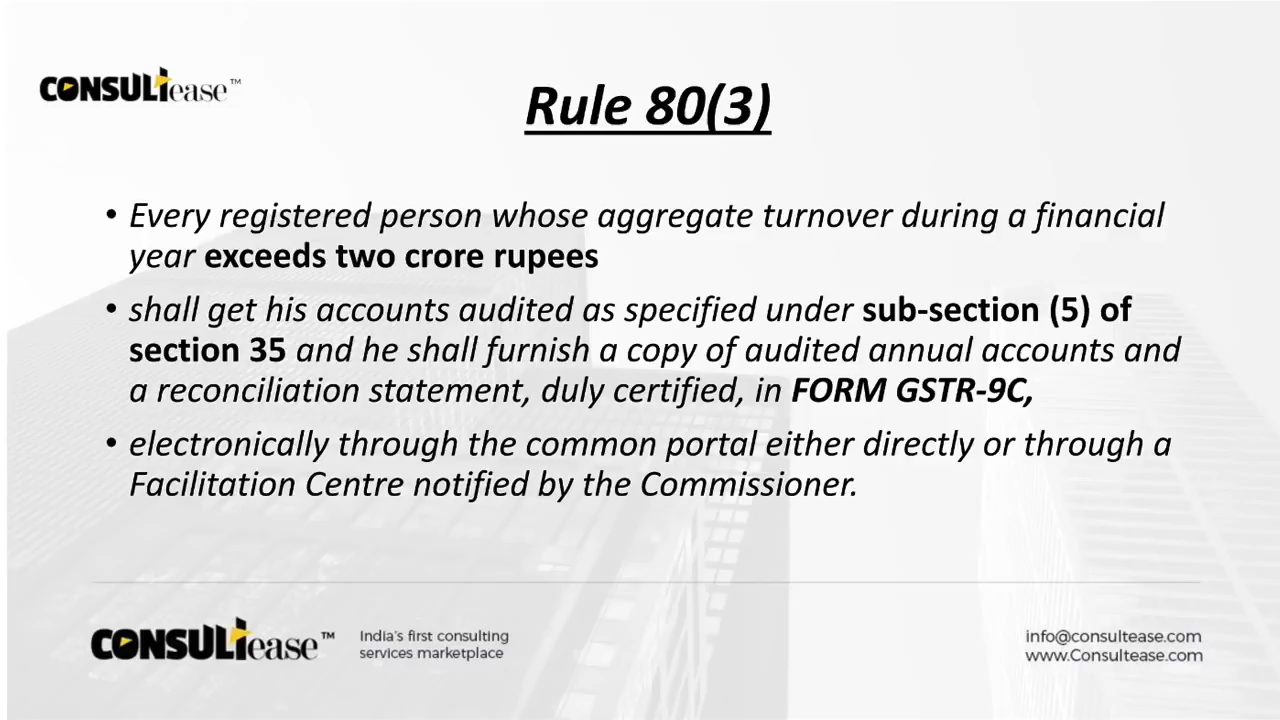 CONSULTease™
Rule 80(3)
• Every registered person whose aggregate turnover during a financial
year exceeds two crore rupees
• shall get his accounts audited as specified under sub-section (5) of
section 35 and he shall furnish a copy of audited annual accounts and
a reconciliation statement, duly certified, in FORM GSTR-9C,
• electronically through the common portal either directly or through a
Facilitation Centre notified by the Commissioner.
CONSULTease™
India's first consulting
services marketplace
info@consultease.com
www.Consultease.com